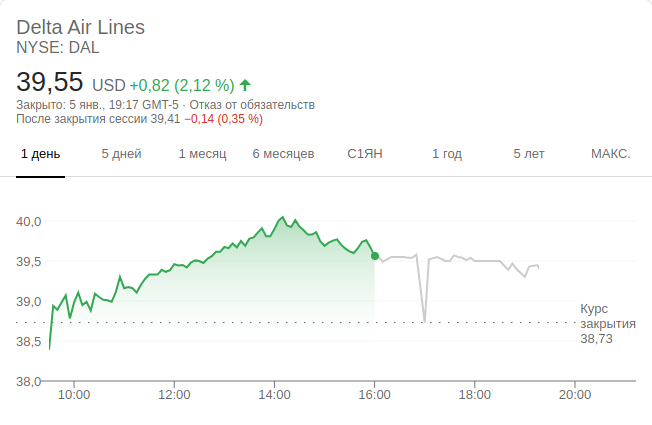 Delta Air Lines
NYSE: DAL
39,55 USD +0,82 (2,12 %)
Закрыто: 5 янв., 19:17 GMT-5 · Отказ от обязательств
После закрытия сессии 39,41 −0,14 (0,35 %)
1 день 5 дней 1 месяц 6 месяцев С1ЯН 1 год 5 лет МАКС.
40,0
39,5
39,0
38,5
38,0
Курс
закрытия
38,73
10:00 12:00 14:00 16:00 18:00 20:00